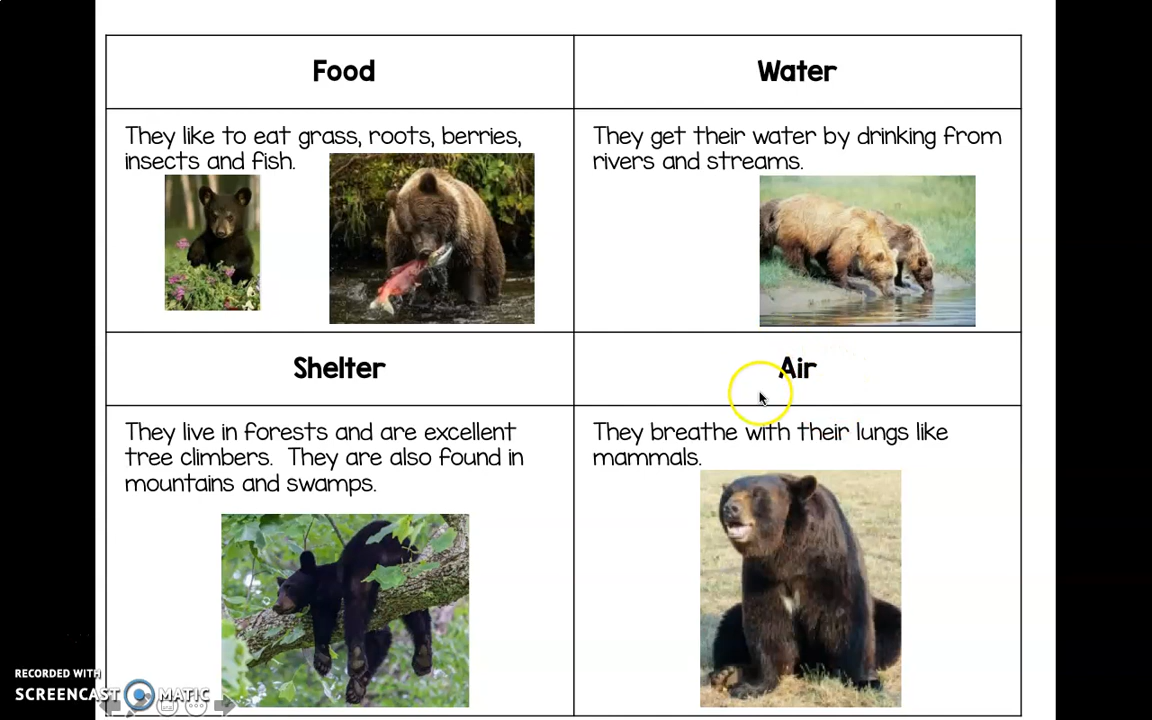 Food
Water
They like to eat grass, roots, berries,
insects and fish.
They get their water by drinking from
rivers and streams.
Shelter
Air
They live in forests and are excellent
tree climbers. They are also found in
mountains and swamps.
They breathe with their lungs like
mammals.
RECORDED WITH
SCREENCAST MATIC